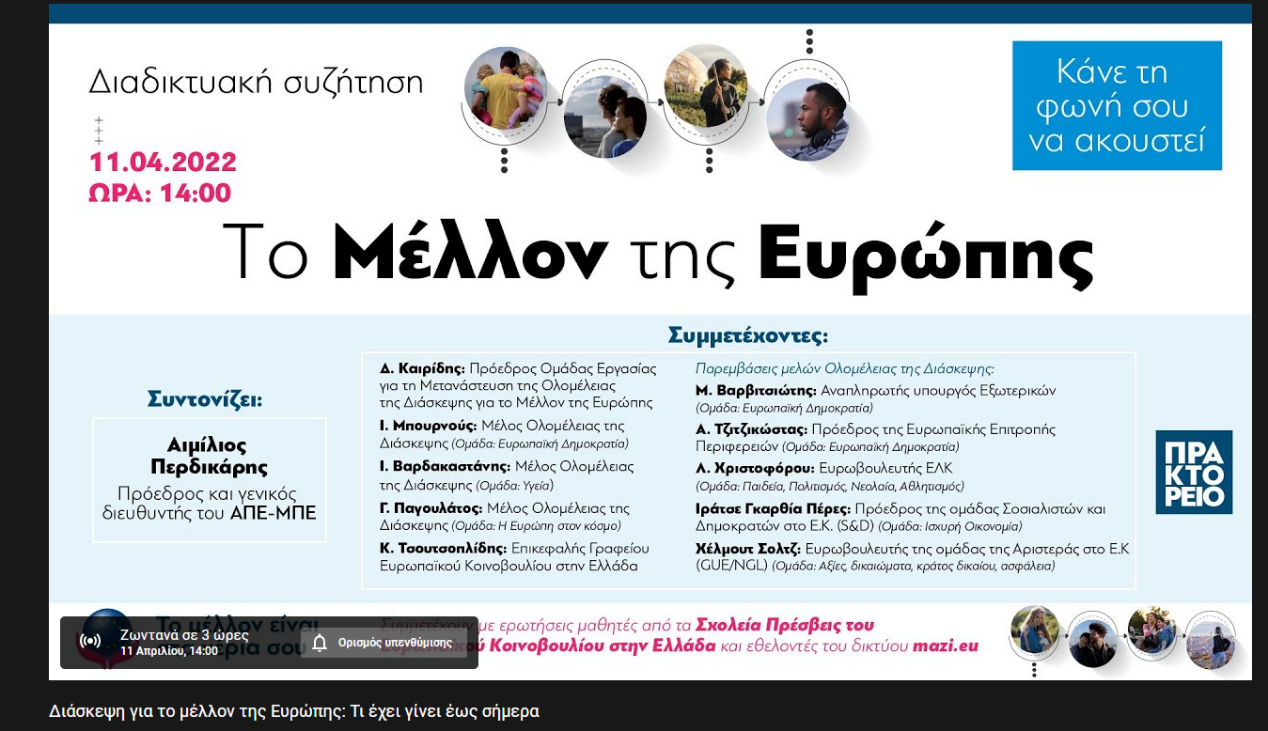 Διαδικτυακή συζήτηση
11.04.2022
ΩΡΑ: 14:00
Κάνε τη
φωνή σου
να ακουστεί
Το Μέλλον της Ευρώπης
Συντονίζει:
Αιμίλιος
Περδικάρης
Πρόεδρος και γενικός
διευθυντής του ΑΠΕ-ΜΠΕ
Συμμετέχοντες:
Δ. Καιρίδης: Πρόεδρος Ομάδας Εργασίας
για τη Μετανάστευση της Ολομέλειας
της Διάσκεψης για το Μέλλον της Ευρώπης
Ι. Μπουρνούς: Μέλος Ολομέλειας της
Διάσκεψης (Ομάδα: Ευρωπαϊκή Δημοκρατία)
Ι. Βαρδακαστάνης: Μέλος Ολομέλειας
της Διάσκεψης (Ομάδα: Υγεία)
Γ. Παγουλάτος: Μέλος Ολομέλειας της
Διάσκεψης (Ομάδα: Η Ευρώπη στον κόσμο)
Κ. Τσουτσοπλίδης: Επικεφαλής Γραφείου
Ευρωπαϊκού Κοινοβουλίου στην Ελλάδα
Παρεμβάσεις μελών Ολομέλειας της Διάσκεψης:
Μ. Βαρβιτσιώτης: Αναπληρωτής υπουργός Εξωτερικών
(Ομάδα: Ευρωπαϊκή Δημοκρατία)
Α. Τζιτζικώστας: Πρόεδρος της Ευρωπαϊκής Επιτροπής
Περιφερειών (Ομάδα: Ευρωπαϊκή Δημοκρατία)
Λ. Χριστοφόρου: Ευρωβουλευτής ΕΛΚ
(Ομάδα: Παιδεία, Πολιτισμός, Νεολαία, Αθλητισμός)
Ιράτσε Γκαρθία Πέρες: Πρόεδρος της ομάδας Σοσιαλιστών και
Δημοκρατών στο Ε.Κ. (S&D) (Ομάδα: Ισχυρή Οικονομία)
Χέλμουτ Σολτζ: Ευρωβουλευτής της ομάδας της Αριστεράς στο Ε.Κ
(GUE/NGL) (Ομάδα: Αξίες, δικαιώματα, κράτος δικαίου, ασφάλεια)
ΠΡΑ
ΚΤΟ
ΡΕΙΟ
Το μέλλον είναι
σου
Ζωντανά σε 3 ώρες
11 Απριλίου, 14:00
Ορισμός υπενθύμισης
Συμμετέχουν με ερωτήσεις μαθητές από τα Σχολεία Πρέσβεις του
Κοινοβουλίου στην Ελλάδα και εθελοντές του δικτύου mazi.eu
Διάσκεψη για το μέλλον της Ευρώπης: Τι έχει γίνει έως σήμερα